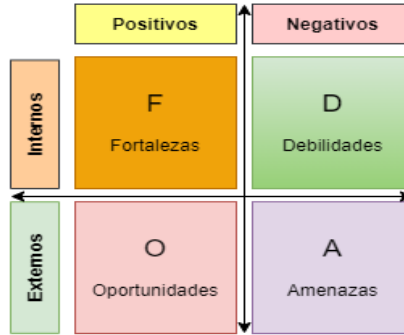 Positivos
Negativos
Internos
F
Fortalezas
D
Debilidades
Externos
O
Oportunidades
A
Amenazas